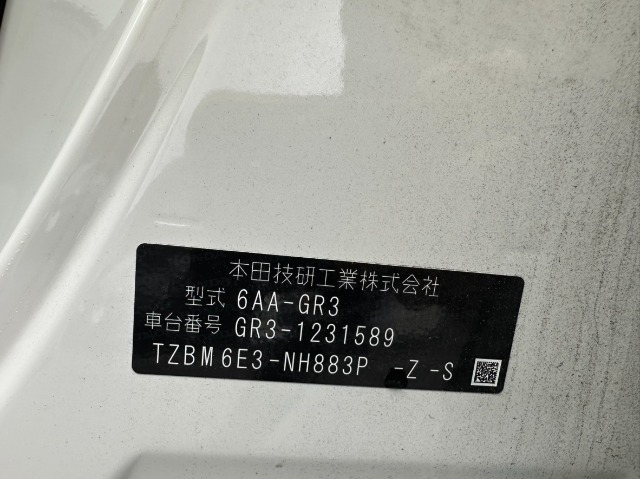 本田技研工業株式会社
型式 6AA-GR3
車台番号 GR3-1231589
TZBM6E3-NH883P -Z-S